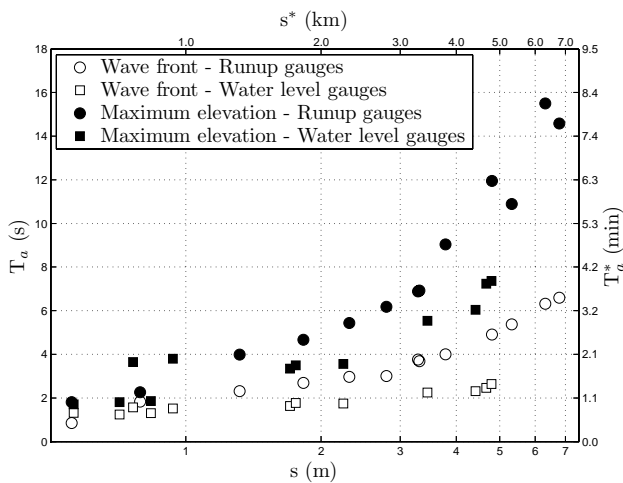 s* (km)
1.0 2.0 3.0 4.0 5.0 6.0 7.0
Wave front - Runup gauges
Wave front - Water level gauges
Maximum elevation - Runup gauges
Maximum elevation - Water level gauges
18
16
14
12
10
8
6
4
2
0
T_a (s)
9.5
8.4
7.4
6.3
5.3
4.2
3.2
2.1
1.1
0.0
T*_a (min)
1 2 3 4 5 6 7
s (m)